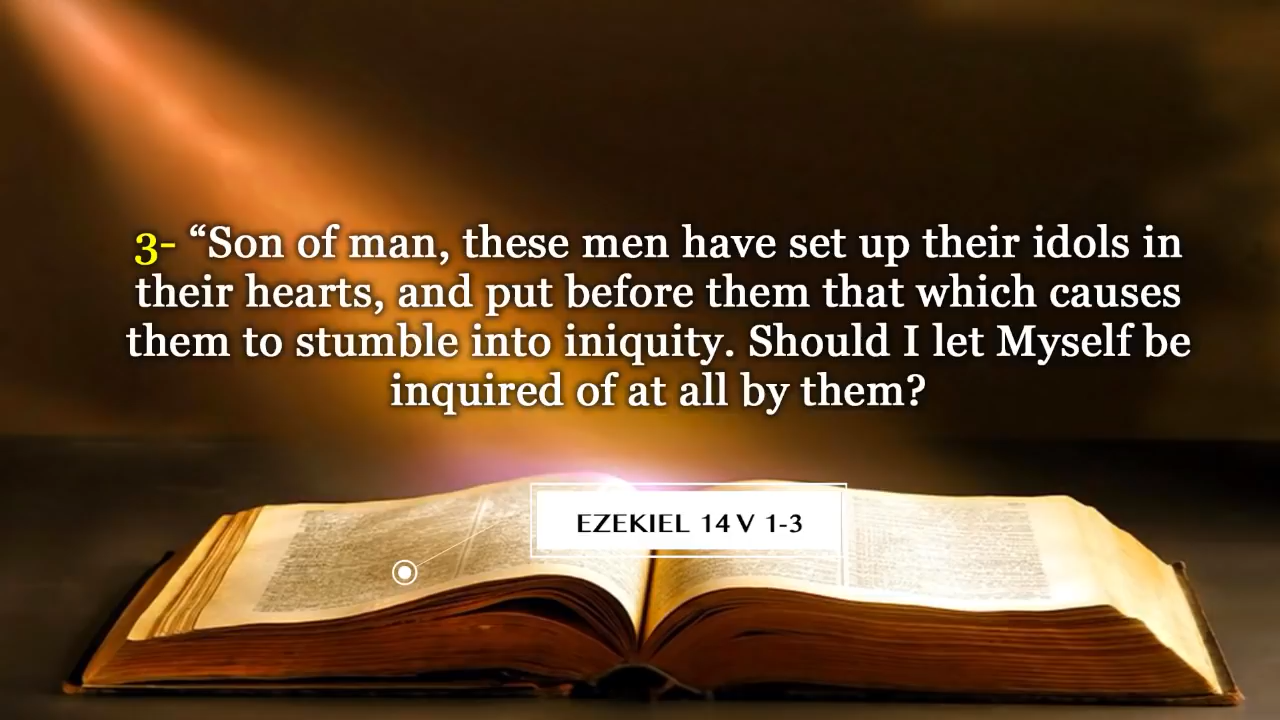 3- “Son of man, these men have set up their idols in
their hearts, and put before them that which causes
them to stumble into iniquity. Should I let Myself be
inquired of at all by them?
EZEKIEL 14 V 1-3